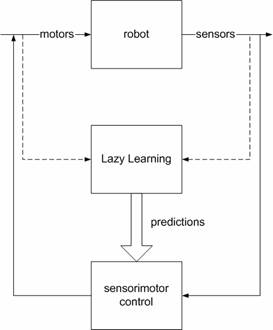 motors
robot
sensors
Lazy Learning
predictions
sensorimotor
control